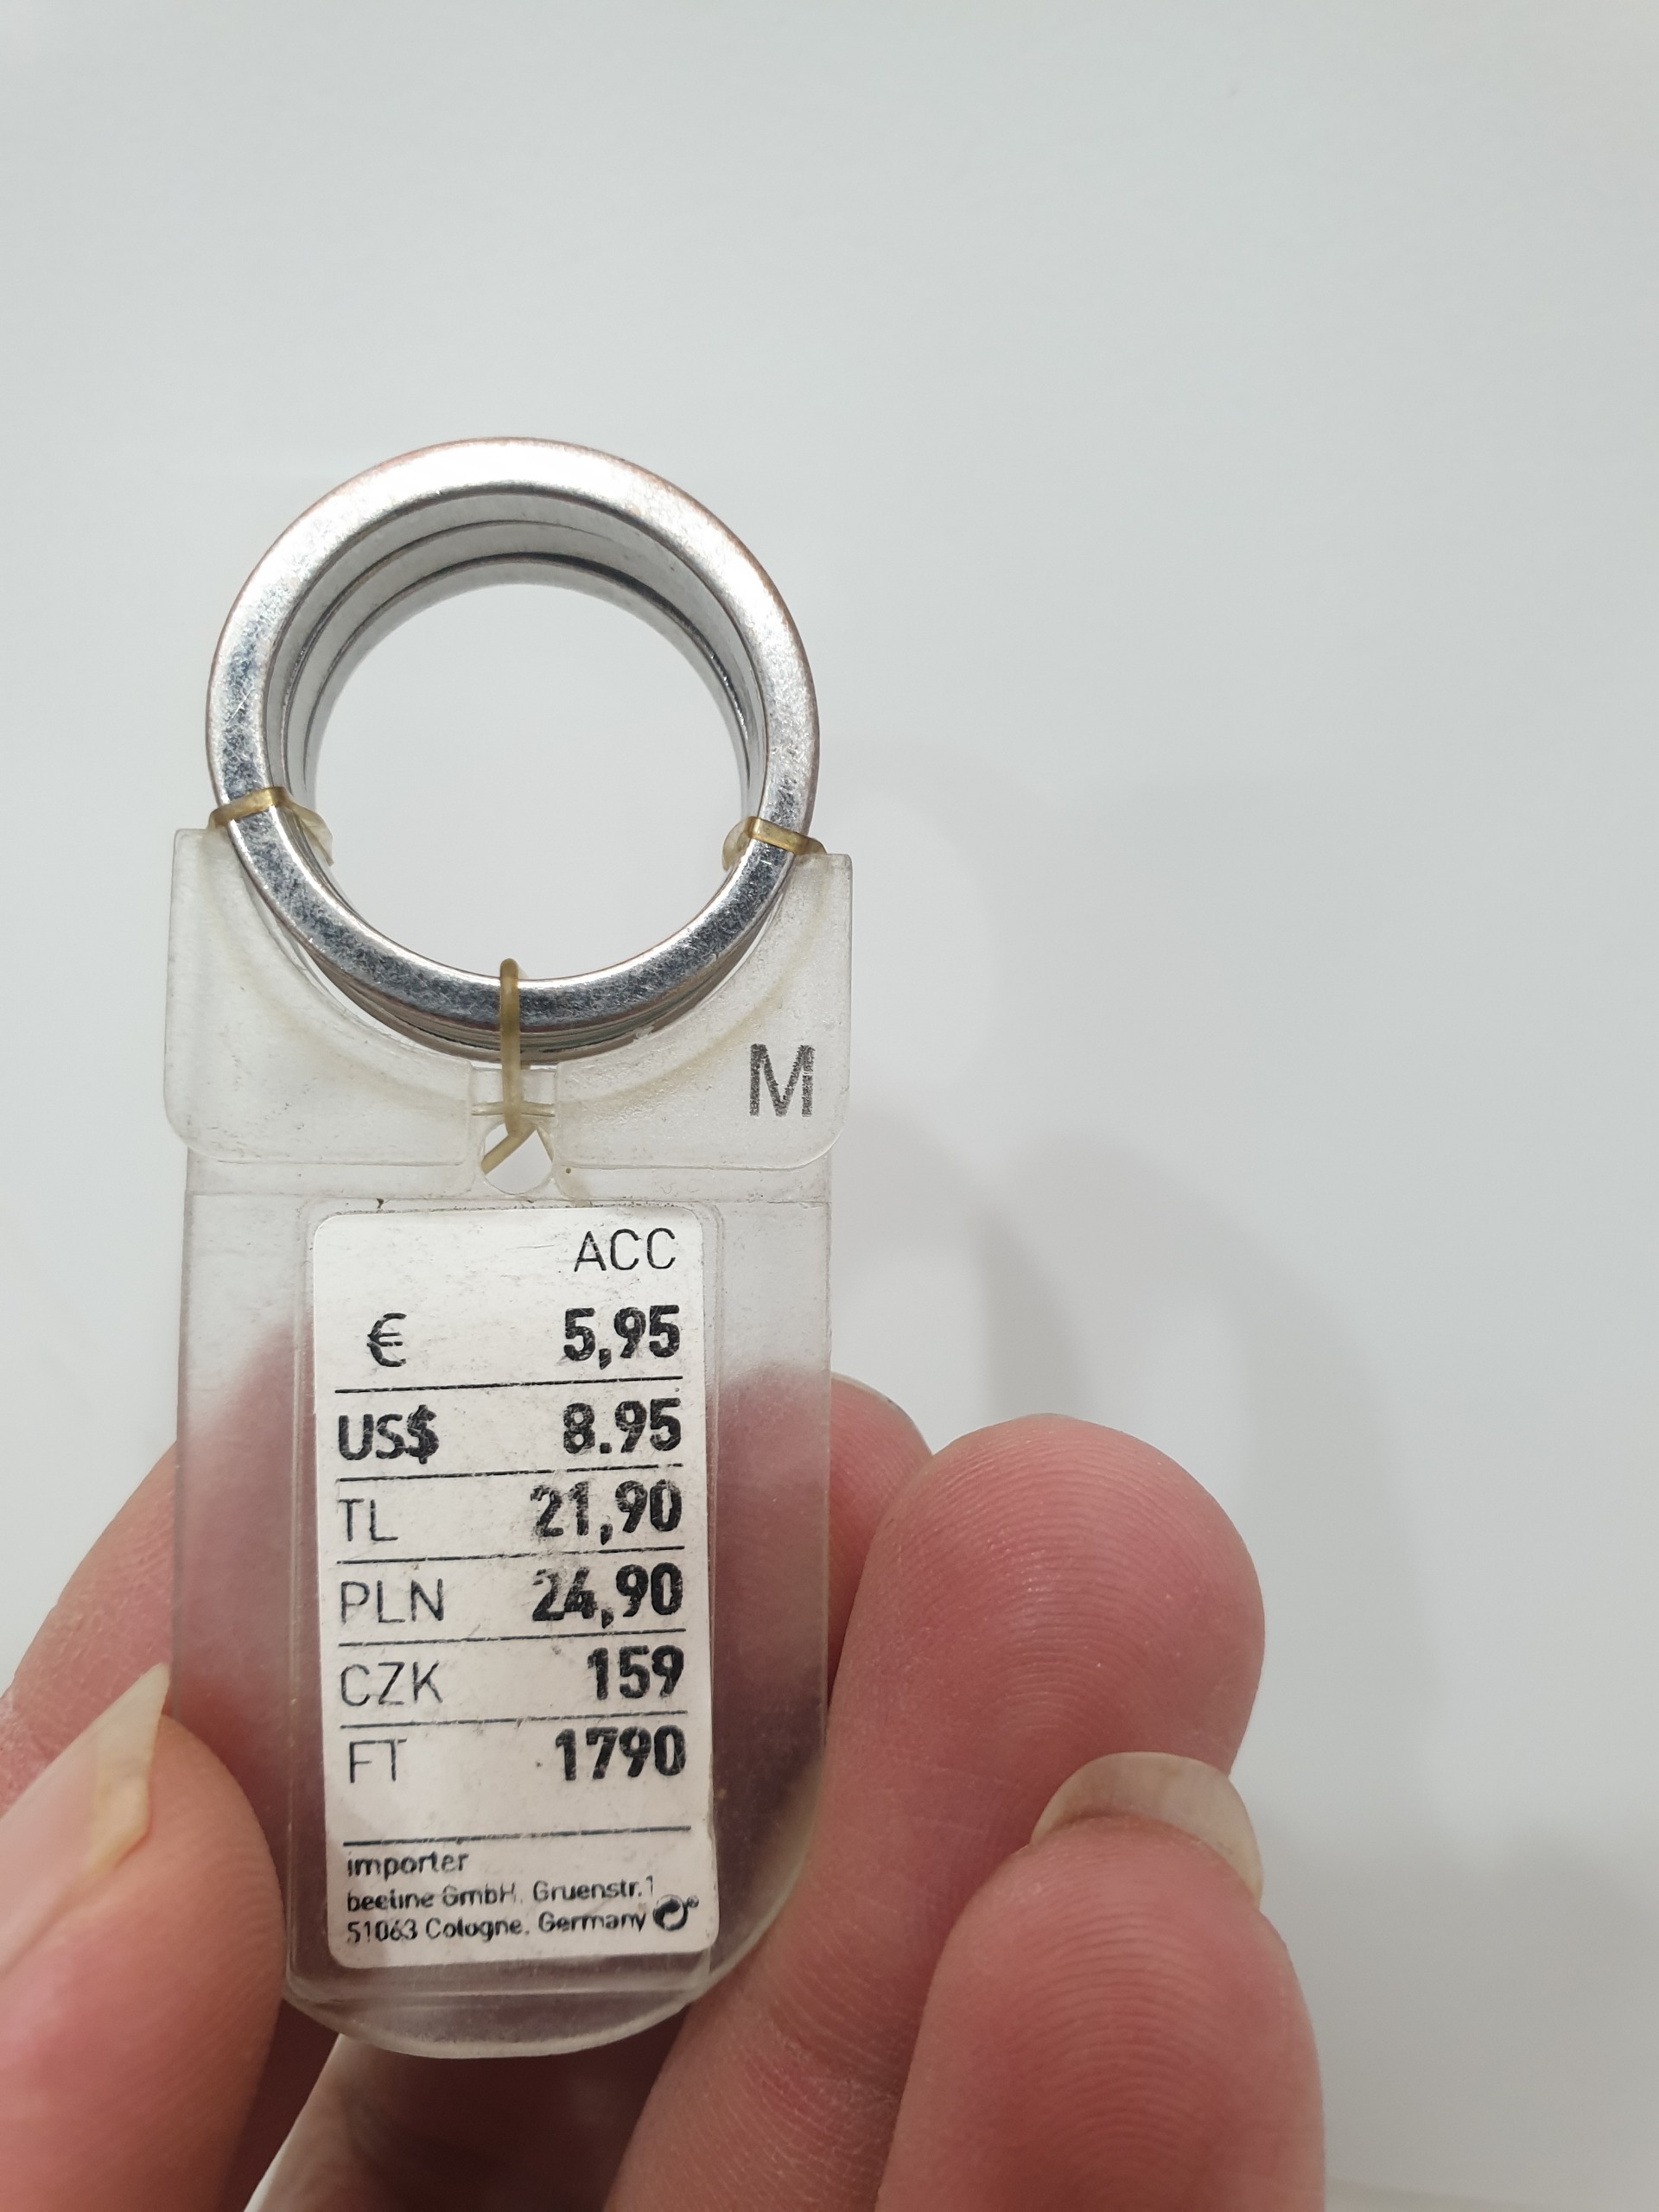 M
ACC
€ 5,95
US$ 8.95
TL 21,90
PLN 24,90
CZK 159
FT 1790
importer
beeline GmbH. Gruenstr.1
51063 Cologne. Germany